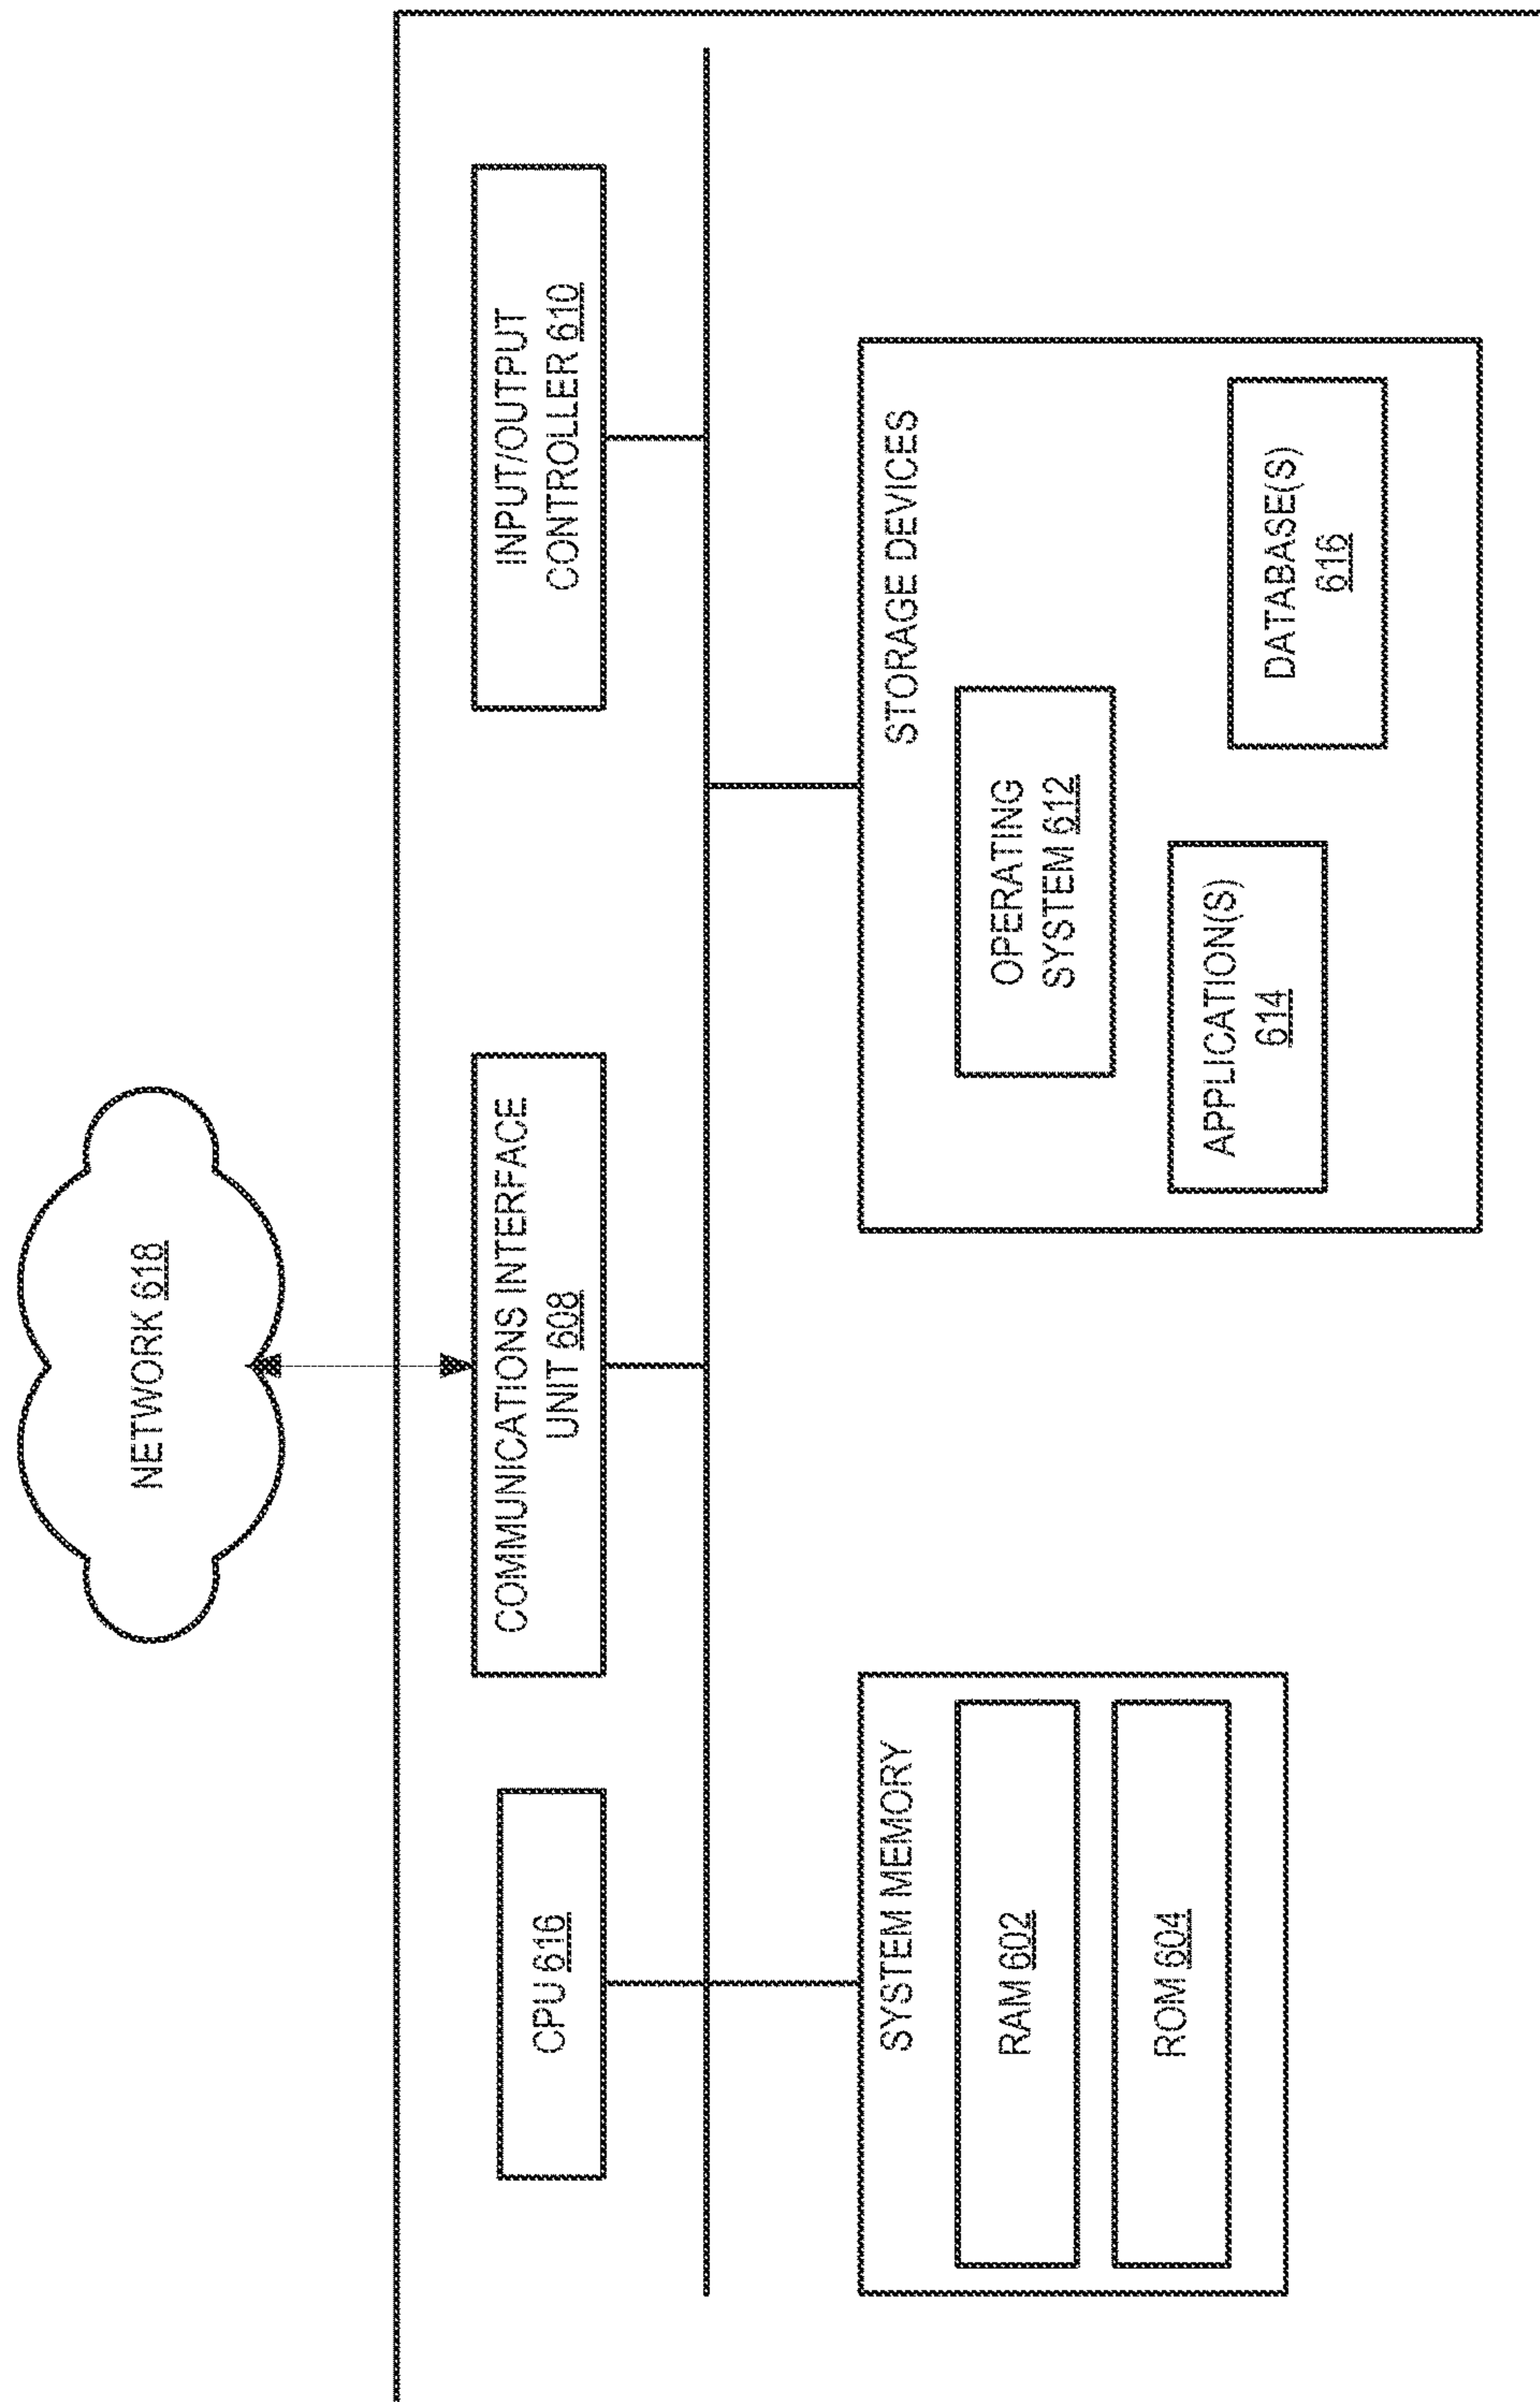 NETWORK 618
CPU 616
COMMUNICATIONS INTERFACE
UNIT 608
INPUT/OUTPUT
CONTROLLER 610
SYSTEM MEMORY
RAM 602
ROM 604
STORAGE DEVICES
OPERATING
SYSTEM 612
APPLICATION(S)
614
DATABASE(S)
616